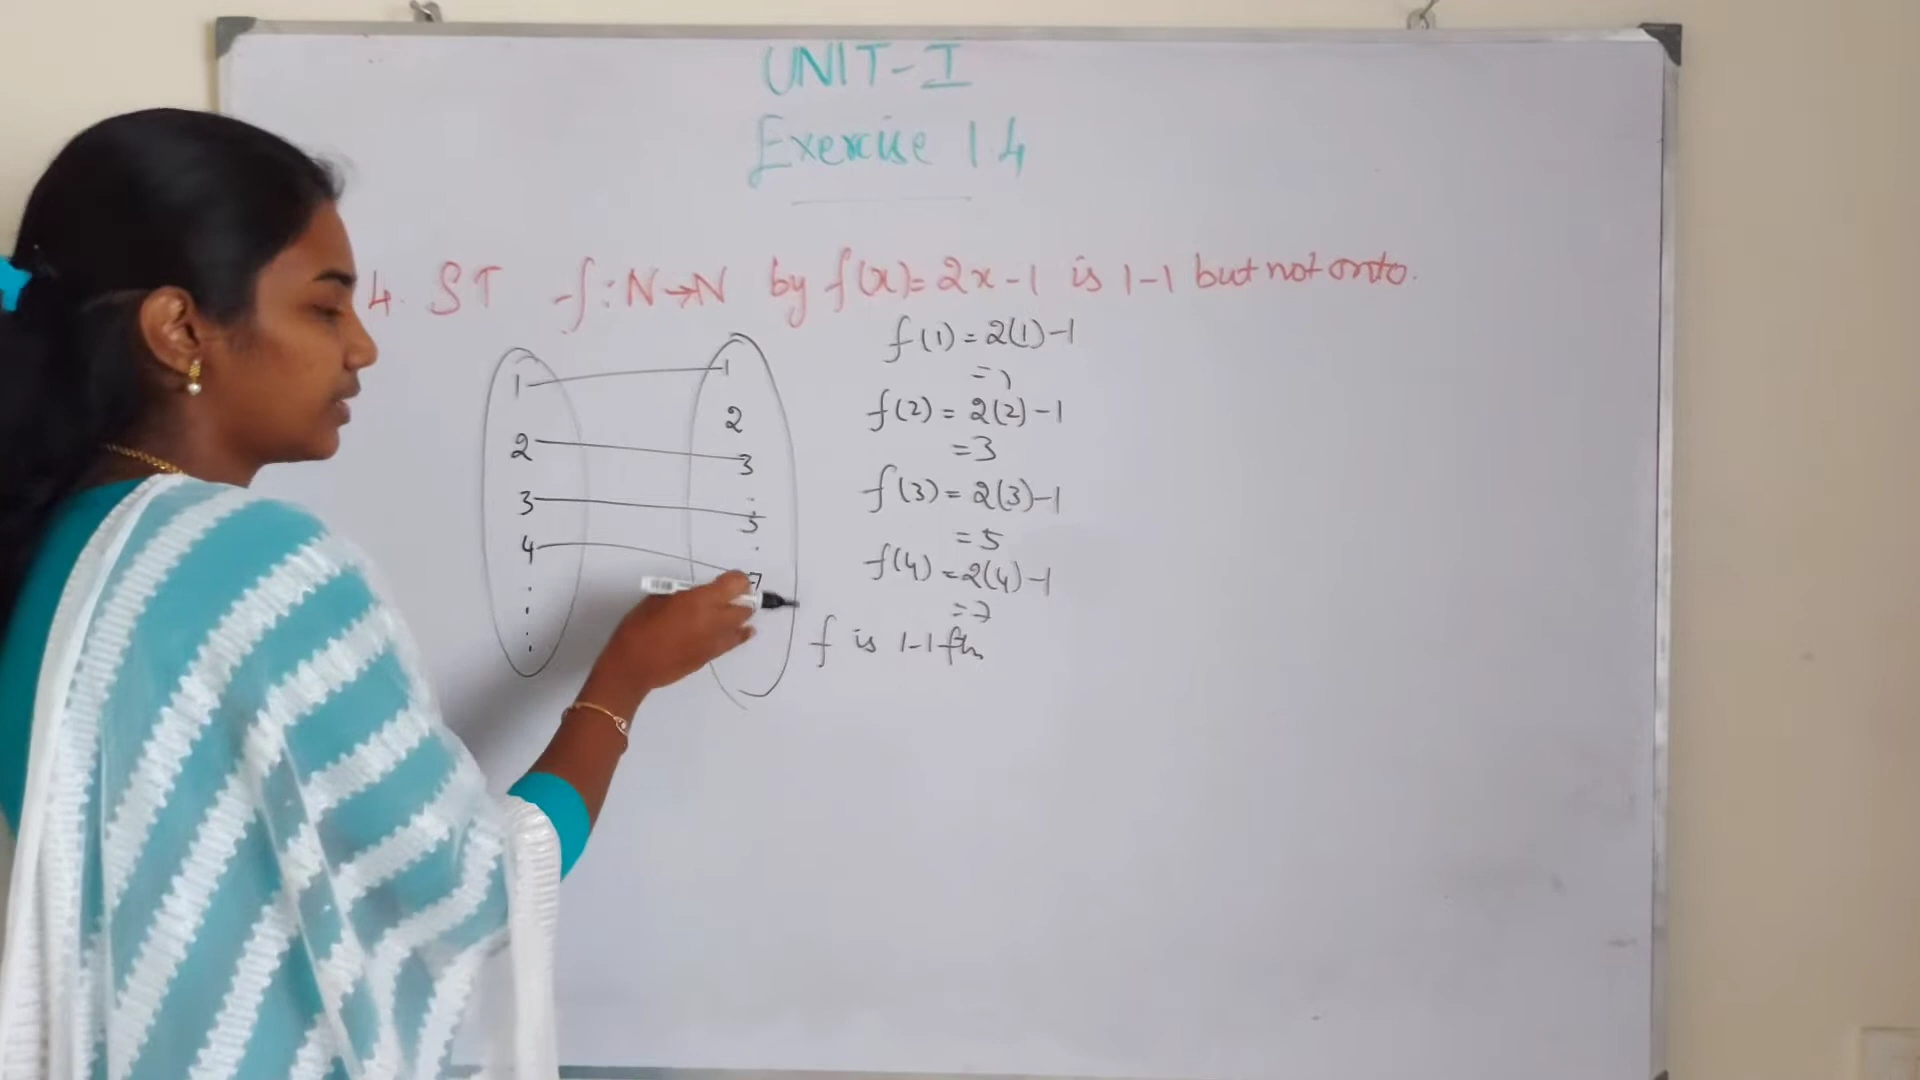 UNIT-I
Exercise 1.4
4. ST f:N→N by f(x)=2x-1 is 1-1 but not onto.
1
2
3
4
1
2
3
5
7
f(1)=2(1)-1
=1
f(2)=2(2)-1
=3
f(3)=2(3)-1
=5
f(4)=2(4)-1
=7
f is 1-1 fn